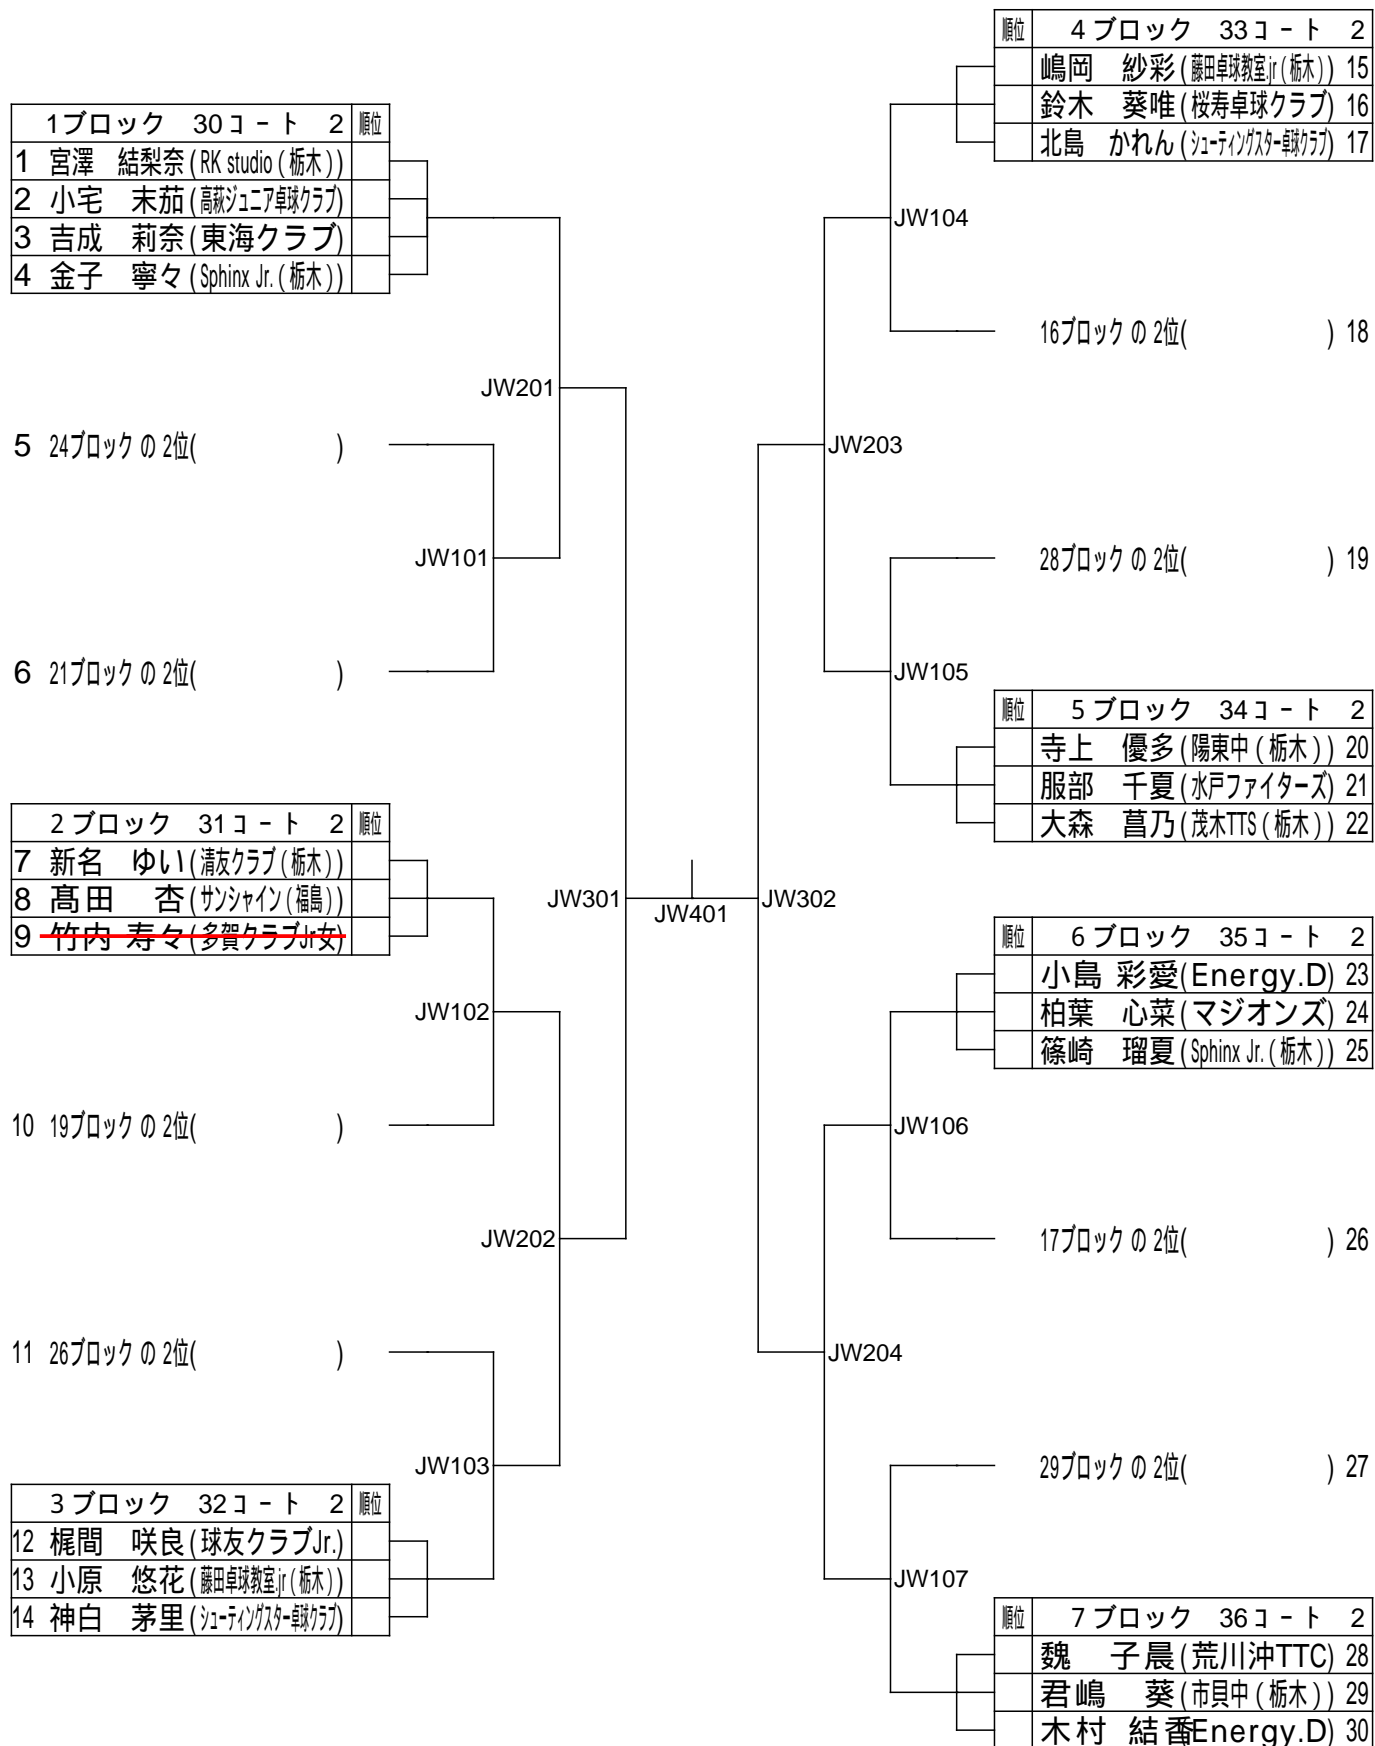 1ブロック 30コート 2 順位
1 宮澤 結梨奈(RK studio(栃木))
2 小宅 末茄(高萩ジュニア卓球クラブ)
3 吉成 莉奈(東海クラブ)
4 金子 寧々(Sphinx Jr.(栃木))
JW201
5 24ブロック の 2位( )
JW101
6 21ブロック の 2位( )
2ブロック 31コート 2 順位
7 新名 ゆい(清友クラブ(栃木))
8 髙田 杏(サンシャイン(福島))
9 竹内 寿々(多賀クラブJr女)
JW301
JW102
10 19ブロック の 2位( )
JW202
11 26ブロック の 2位( )
JW103
3ブロック 32コート 2 順位
12 梶間 咲良(球友クラブJr.)
13 小原 悠花(藤田卓球教室jr(栃木))
14 神白 茅里(シューティングスター卓球クラブ)
JW401
順位 4ブロック 33コート 2
嶋岡 紗彩(藤田卓球教室jr(栃木)) 15
鈴木 葵唯(桜寿卓球クラブ) 16
北島 かれん(シューティングスター卓球クラブ) 17
JW104
16ブロック の 2位( ) 18
JW203
28ブロック の 2位( ) 19
JW105
順位 5ブロック 34コート 2
寺上 優多(陽東中(栃木)) 20
服部 千夏(水戸ファイターズ) 21
大森 菖乃(茂木TTS(栃木)) 22
JW302
順位 6ブロック 35コート 2
小島 彩愛(Energy.D) 23
柏葉 心菜(マジオンズ) 24
篠崎 瑠夏(Sphinx Jr.(栃木)) 25
JW106
17ブロック の 2位( ) 26
JW204
29ブロック の 2位( ) 27
JW107
順位 7ブロック 36コート 2
魏 子晨(荒川沖TTC) 28
君嶋 葵(市貝中(栃木)) 29
木村 結香(Energy.D) 30